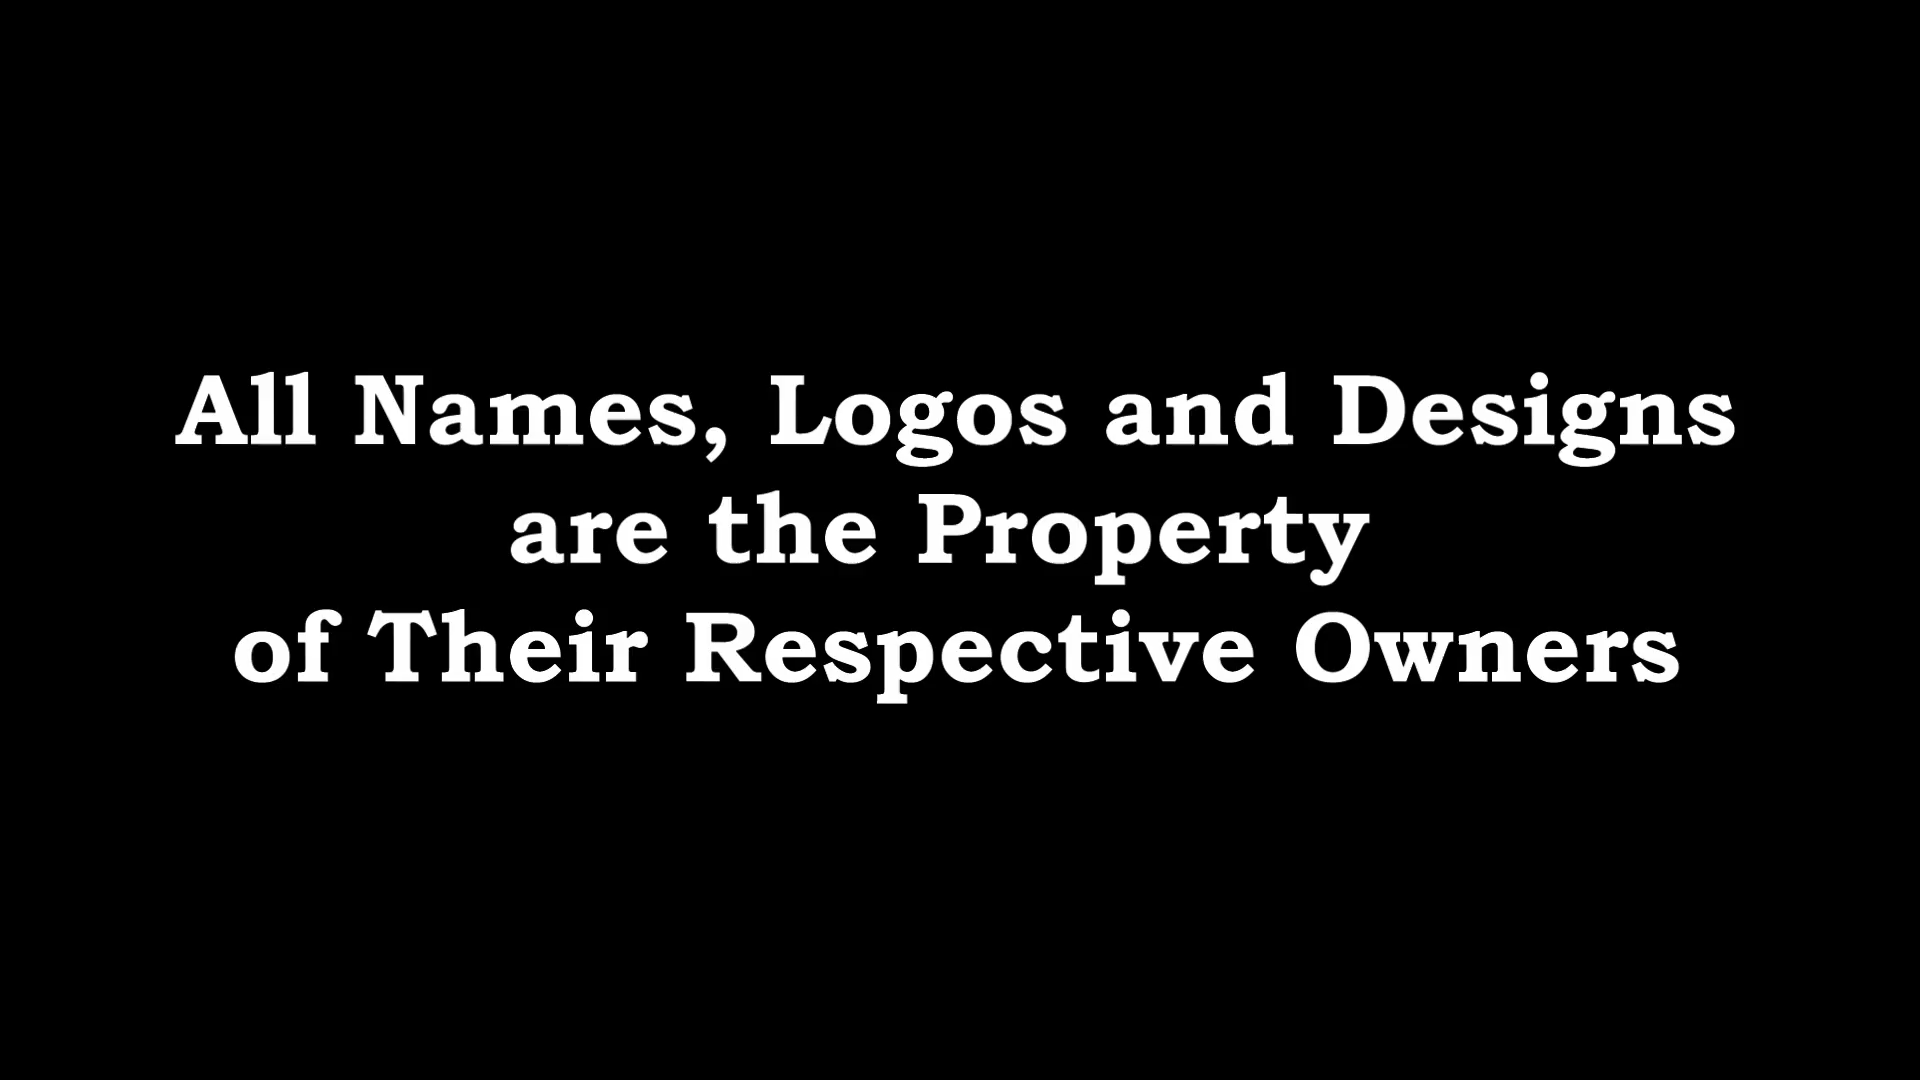 All Names, Logos and Designs
are the Property
of Their Respective Owners